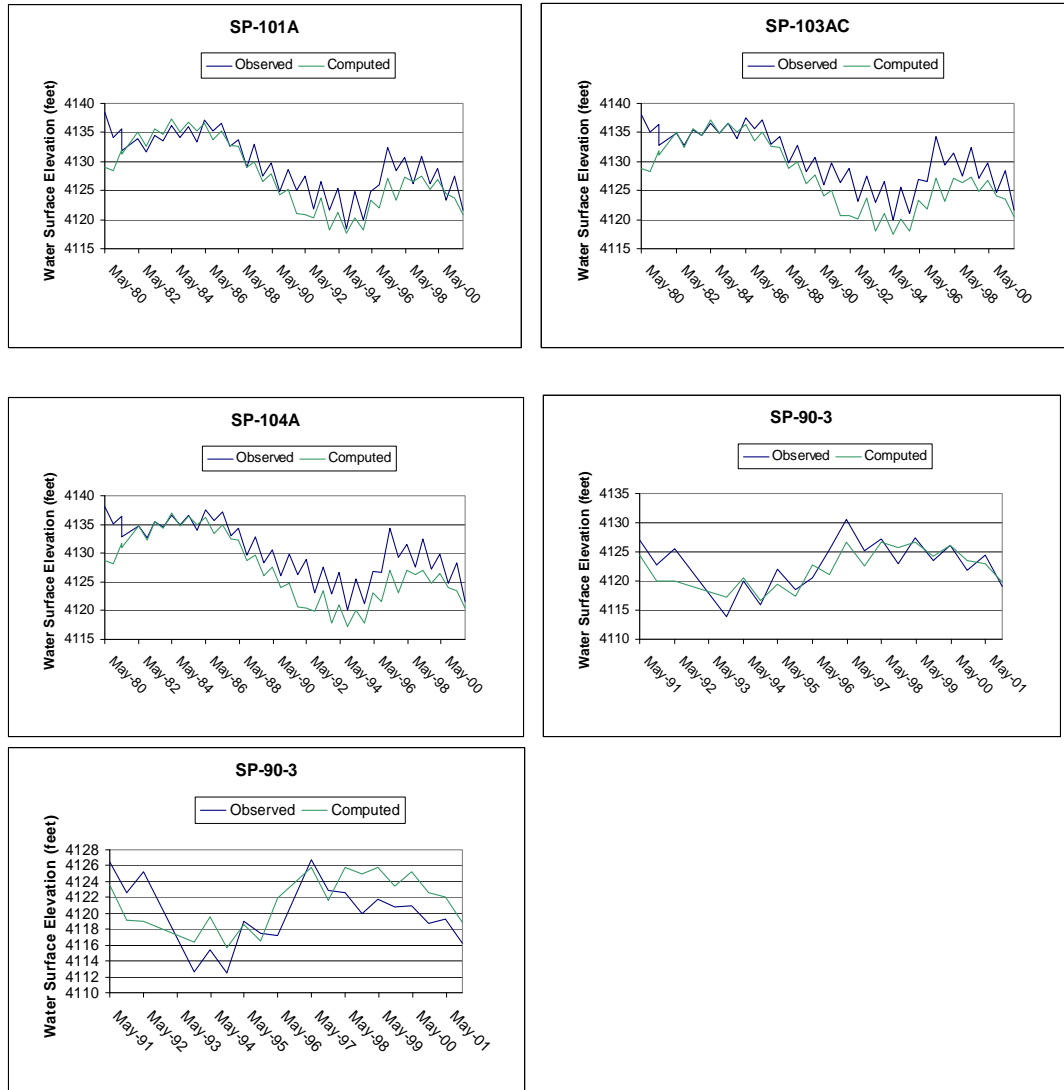 SP-101A
Observed Computed
Water Surface Elevation (feet)
4140
4135
4130
4125
4120
4115
May-80
May-82
May-84
May-86
May-88
May-90
May-92
May-94
May-96
May-98
May-00
SP-103AC
Observed Computed
Water Surface Elevation (feet)
4140
4135
4130
4125
4120
4115
May-80
May-82
May-84
May-86
May-88
May-90
May-92
May-94
May-96
May-98
May-00
SP-104A
Observed Computed
Water Surface Elevation (feet)
4140
4135
4130
4125
4120
4115
May-80
May-82
May-84
May-86
May-88
May-90
May-92
May-94
May-96
May-98
May-00
SP-90-3
Observed Computed
Water Surface Elevation (feet)
4135
4130
4125
4120
4115
4110
May-91
May-92
May-93
May-94
May-95
May-96
May-97
May-98
May-99
May-00
May-01
SP-90-3
Observed Computed
Water Surface Elevation (feet)
4128
4126
4124
4122
4120
4118
4116
4114
4112
4110
May-91
May-92
May-93
May-94
May-95
May-96
May-97
May-98
May-99
May-00
May-01